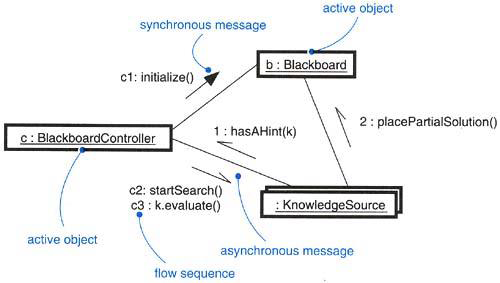 active object
synchronous message
b : Blackboard
c1: initialize()
2 : placePartialSolution()
1 : hasAHint(k)
c : BlackboardController
c2: startSearch()
c3 : k.evaluate()
: KnowledgeSource
active object
asynchronous message
flow sequence